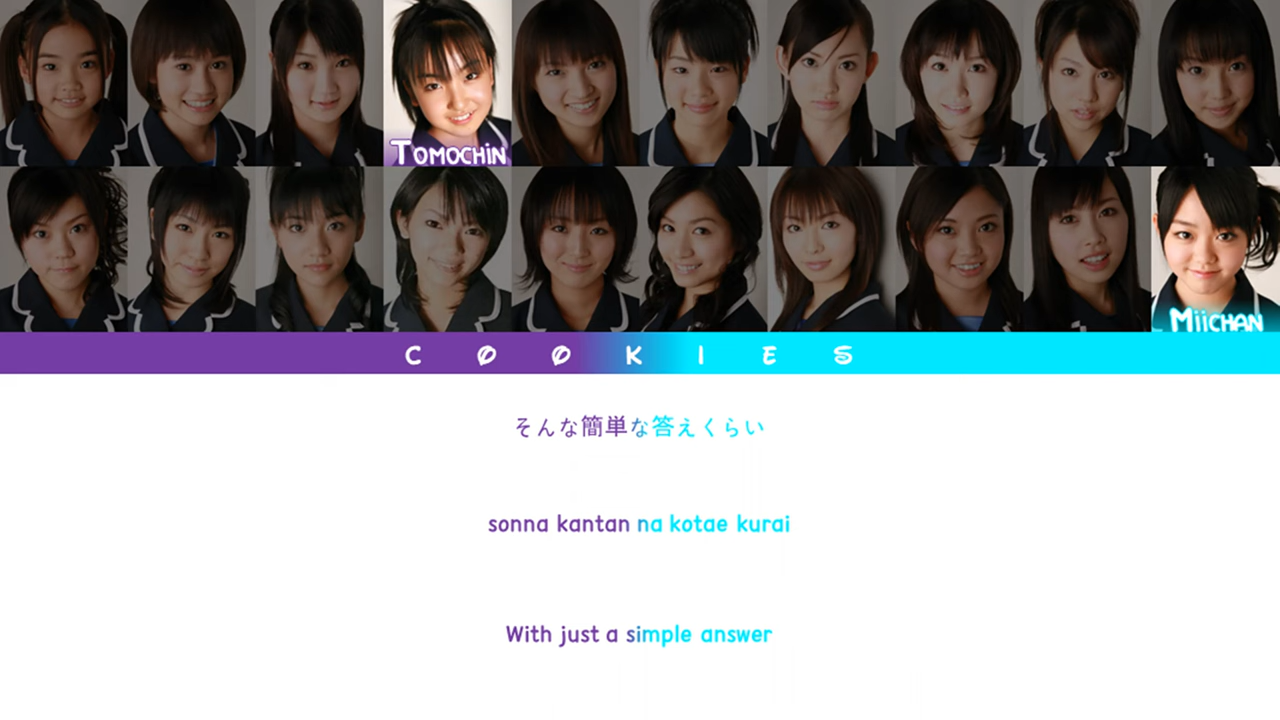 TOMOCHiN
MiiCHAN
COOKIES
そんな簡単な答えくらい
sonna kantan na kotae kurai
With just a simple answer